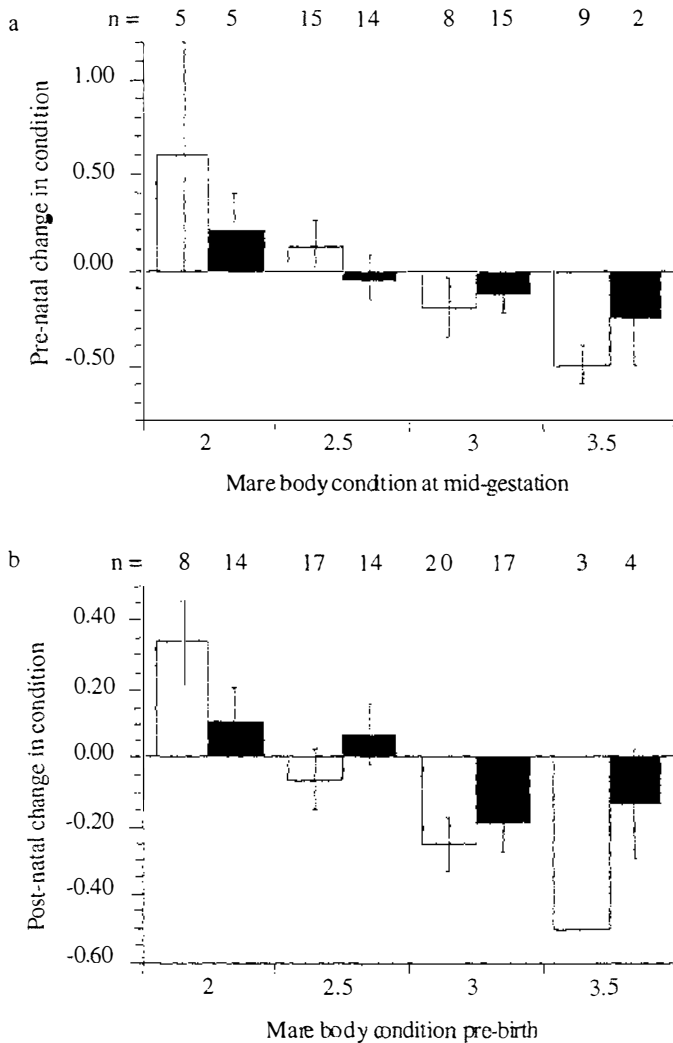 a
n = 5 5 15 14 8 15 9 2
Pre-natal change in condition
1.00
0.50
0.00
-0.50
2 2.5 3 3.5
Mare body condition at mid-gestation
b
n = 8 14 17 14 20 17 3 4
Post-natal change in condition
0.40
0.20
0.00
-0.20
-0.40
-0.60
2 2.5 3 3.5
Mare body condition pre-birth